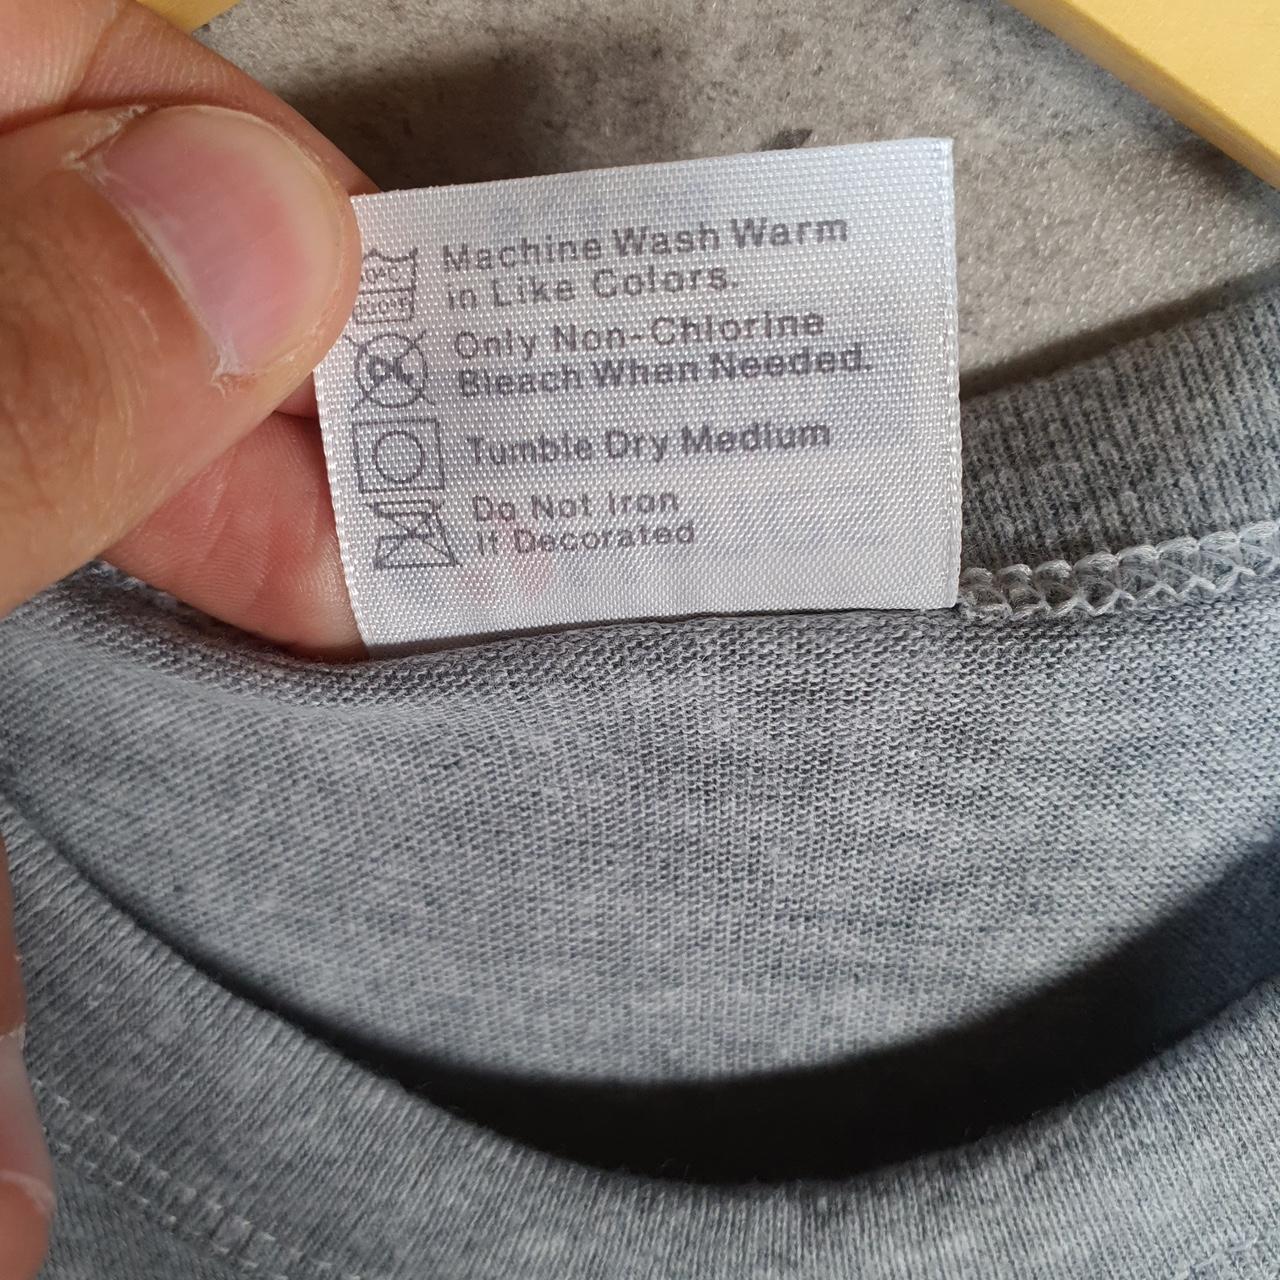 Machine Wash Warm
in Like Colors.
Only Non-Chlorine
Bleach When Needed.
Tumble Dry Medium
Do Not Iron
If Decorated